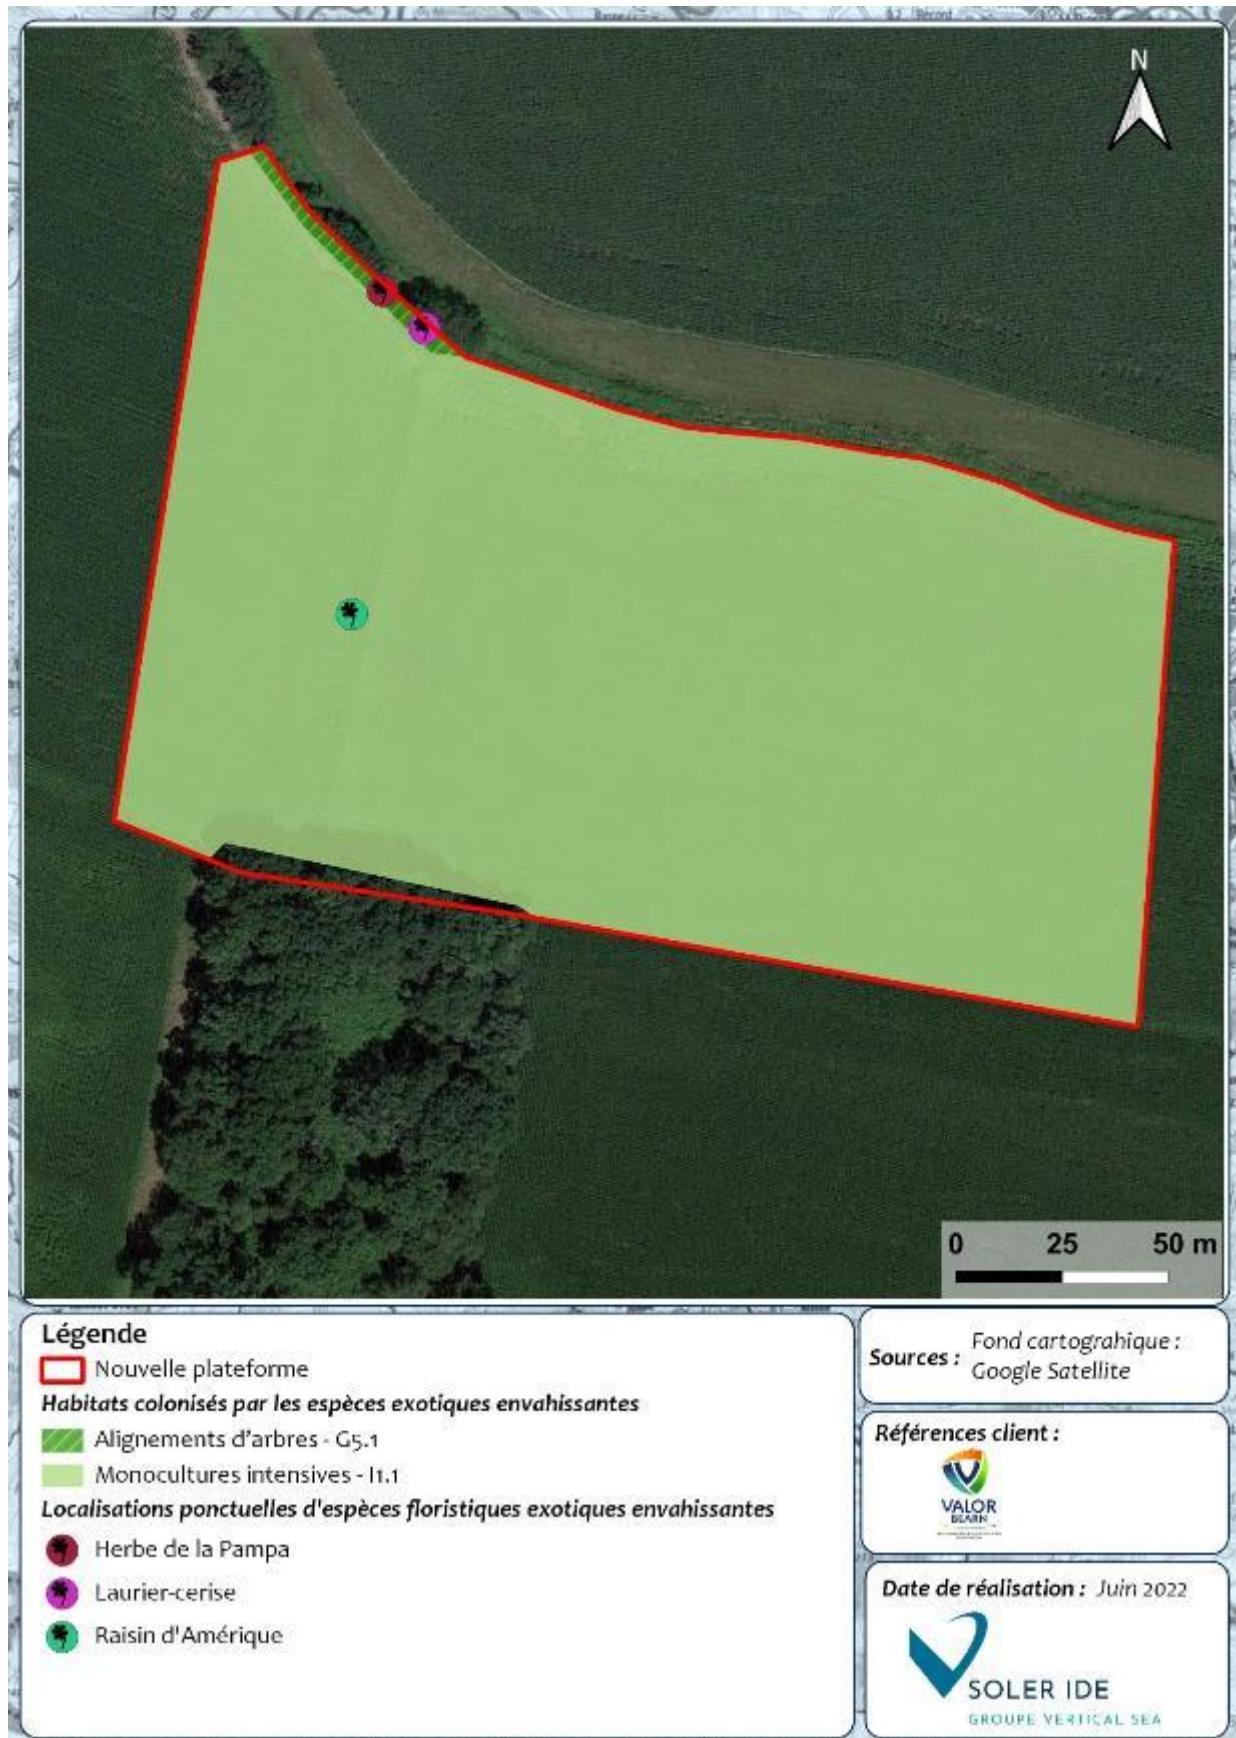 N
0 25 50 m
Légende
Nouvelle plateforme
Habitats colonisés par les espèces exotiques envahissantes
Alignements d'arbres - G5.1
Monocultures intensives - I1.1
Localisations ponctuelles d'espèces floristiques exotiques envahissantes
Herbe de la Pampa
Laurier-cerise
Raisin d'Amérique
Sources : Fond cartograhique :
Google Satellite
Références client :
VALOR
BEARN
Date de réalisation : Juin 2022
SOLER IDE
GROUPE VERTICAL SEA